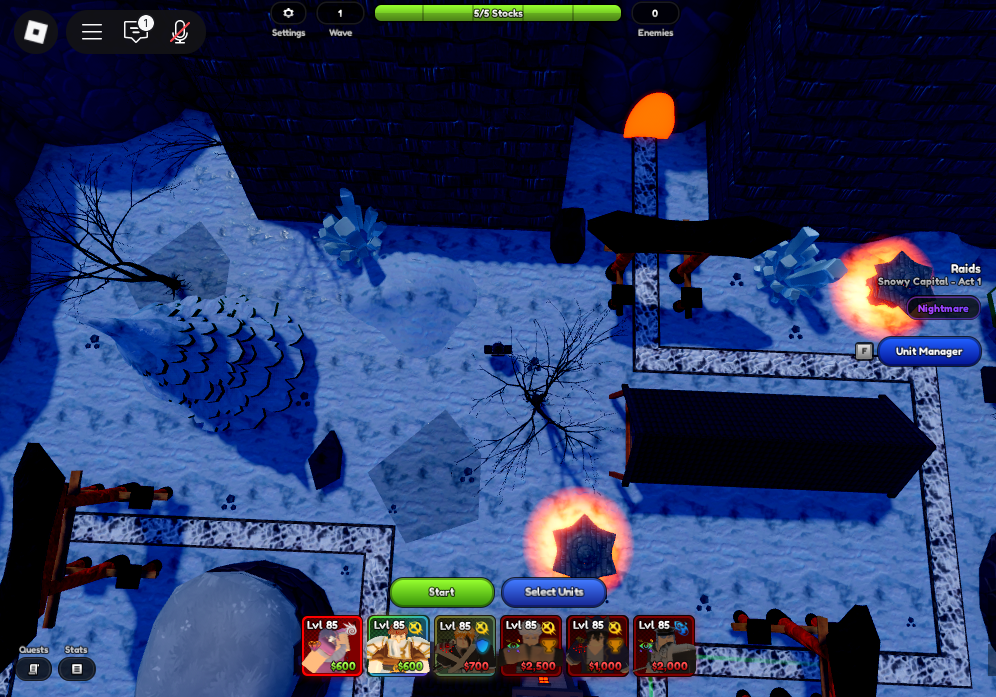 1
5/5 Stocks
Settings
1
Wave
0
Enemies
Raids
Snowy Capital - Act 1
Nightmare
F
Unit Manager
Start
Select Units
Lvl 85
$600
Lvl 85
$600
Lvl 85
$700
Lvl 85
$2,500
Lvl 85
$1,000
Lvl 85
$2,000
Quests
Stats